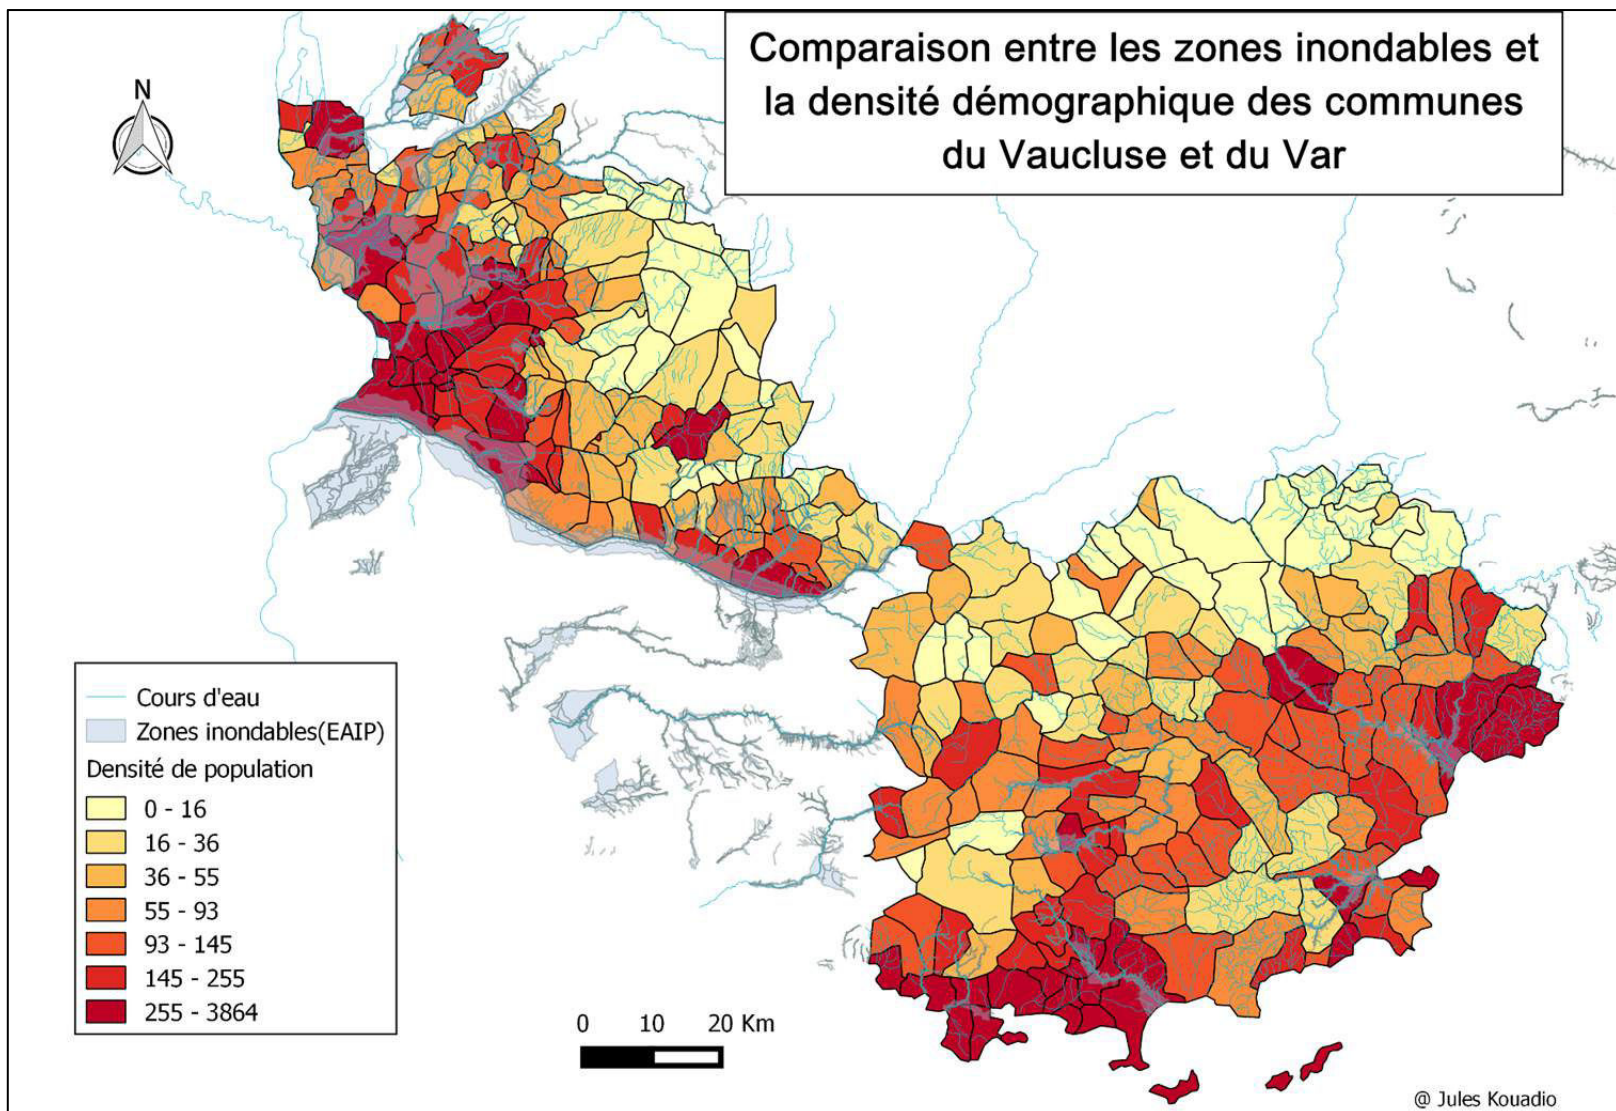 Comparaison entre les zones inondables et
la densité démographique des communes
du Vaucluse et du Var
N
Cours d'eau
Zones inondables(EAIP)
Densité de population
0 - 16
16 - 36
36 - 55
55 - 93
93 - 145
145 - 255
255 - 3864
0 10 20 Km
@ Jules Kouadio